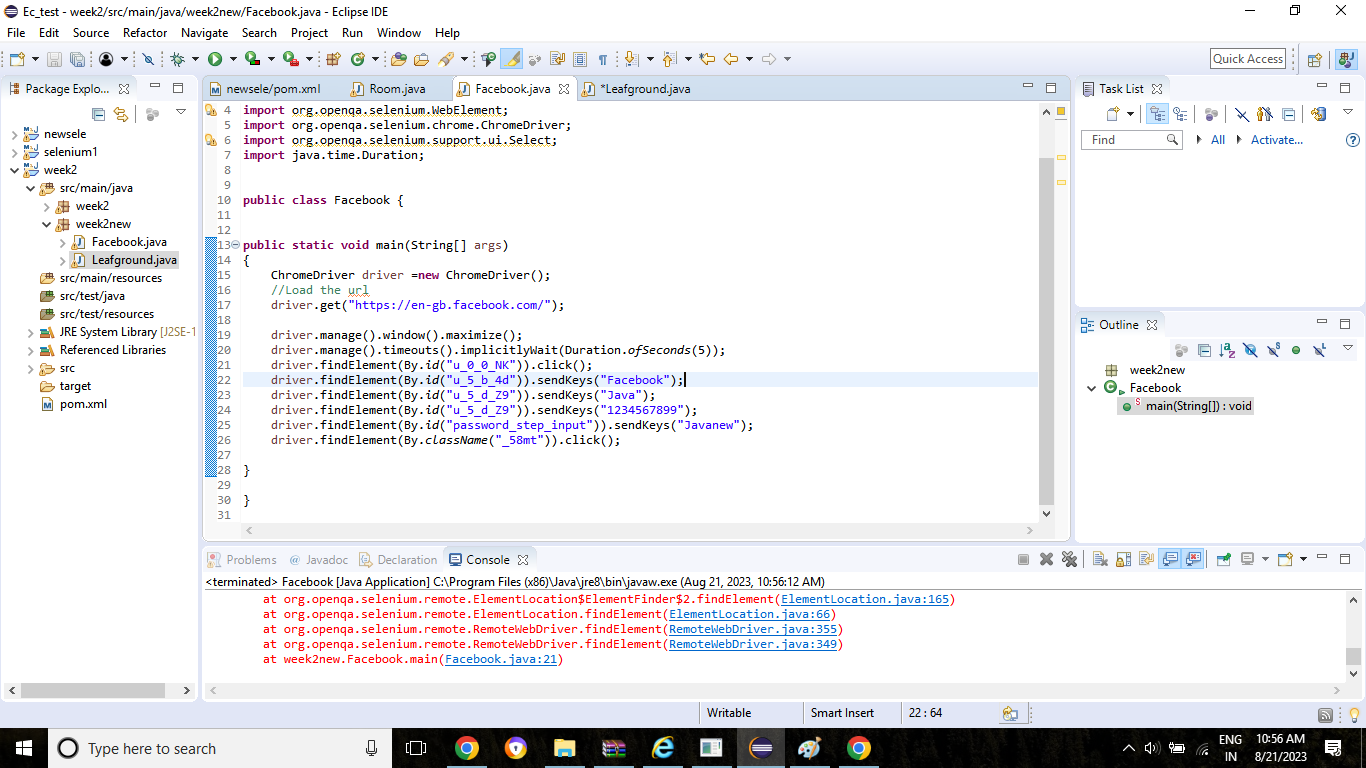 Ec_test - week2/src/main/java/week2new/Facebook.java - Eclipse IDE
File Edit Source Refactor Navigate Search Project Run Window Help
Quick Access
Package Explo...
newsele
selenium1
week2
src/main/java
week2
week2new
Facebook.java
Leafground.java
src/main/resources
src/test/java
src/test/resources
JRE System Library [J2SE-1
Referenced Libraries
src
target
pom.xml
newsele/pom.xml Room.java Facebook.java *Leafground.java
4 import org.openqa.selenium.WebElement;
5 import org.openqa.selenium.chrome.ChromeDriver;
6 import org.openqa.selenium.support.ui.Select;
7 import java.time.Duration;
8
9
10 public class Facebook {
11
12
13 public static void main(String[] args)
14 {
15 ChromeDriver driver =new ChromeDriver();
16 //Load the url
17 driver.get("https://en-gb.facebook.com/");
18
19 driver.manage().window().maximize();
20 driver.manage().timeouts().implicitlyWait(Duration.ofSeconds(5));
21 driver.findElement(By.id("u_0_0_NK")).click();
22 driver.findElement(By.id("u_5_b_4d")).sendKeys("Facebook");
23 driver.findElement(By.id("u_5_d_Z9")).sendKeys("Java");
24 driver.findElement(By.id("u_5_d_Z9")).sendKeys("1234567899");
25 driver.findElement(By.id("password_step_input")).sendKeys("Javanew");
26 driver.findElement(By.className("_58mt")).click();
27
28 }
29
30 }
31
Task List
Find All Activate...
Outline
week2new
Facebook
main(String[]) : void
Problems Javadoc Declaration Console
<terminated> Facebook [Java Application] C:\Program Files (x86)\Java\jre8\bin\javaw.exe (Aug 21, 2023, 10:56:12 AM)
at org.openqa.selenium.remote.ElementLocation$ElementFinder$2.findElement(ElementLocation.java:165)
at org.openqa.selenium.remote.ElementLocation.findElement(ElementLocation.java:66)
at org.openqa.selenium.remote.RemoteWebDriver.findElement(RemoteWebDriver.java:355)
at org.openqa.selenium.remote.RemoteWebDriver.findElement(RemoteWebDriver.java:349)
at week2new.Facebook.main(Facebook.java:21)
Writable Smart Insert 22 : 64
Type here to search
ENG
IN
10:56 AM
8/21/2023